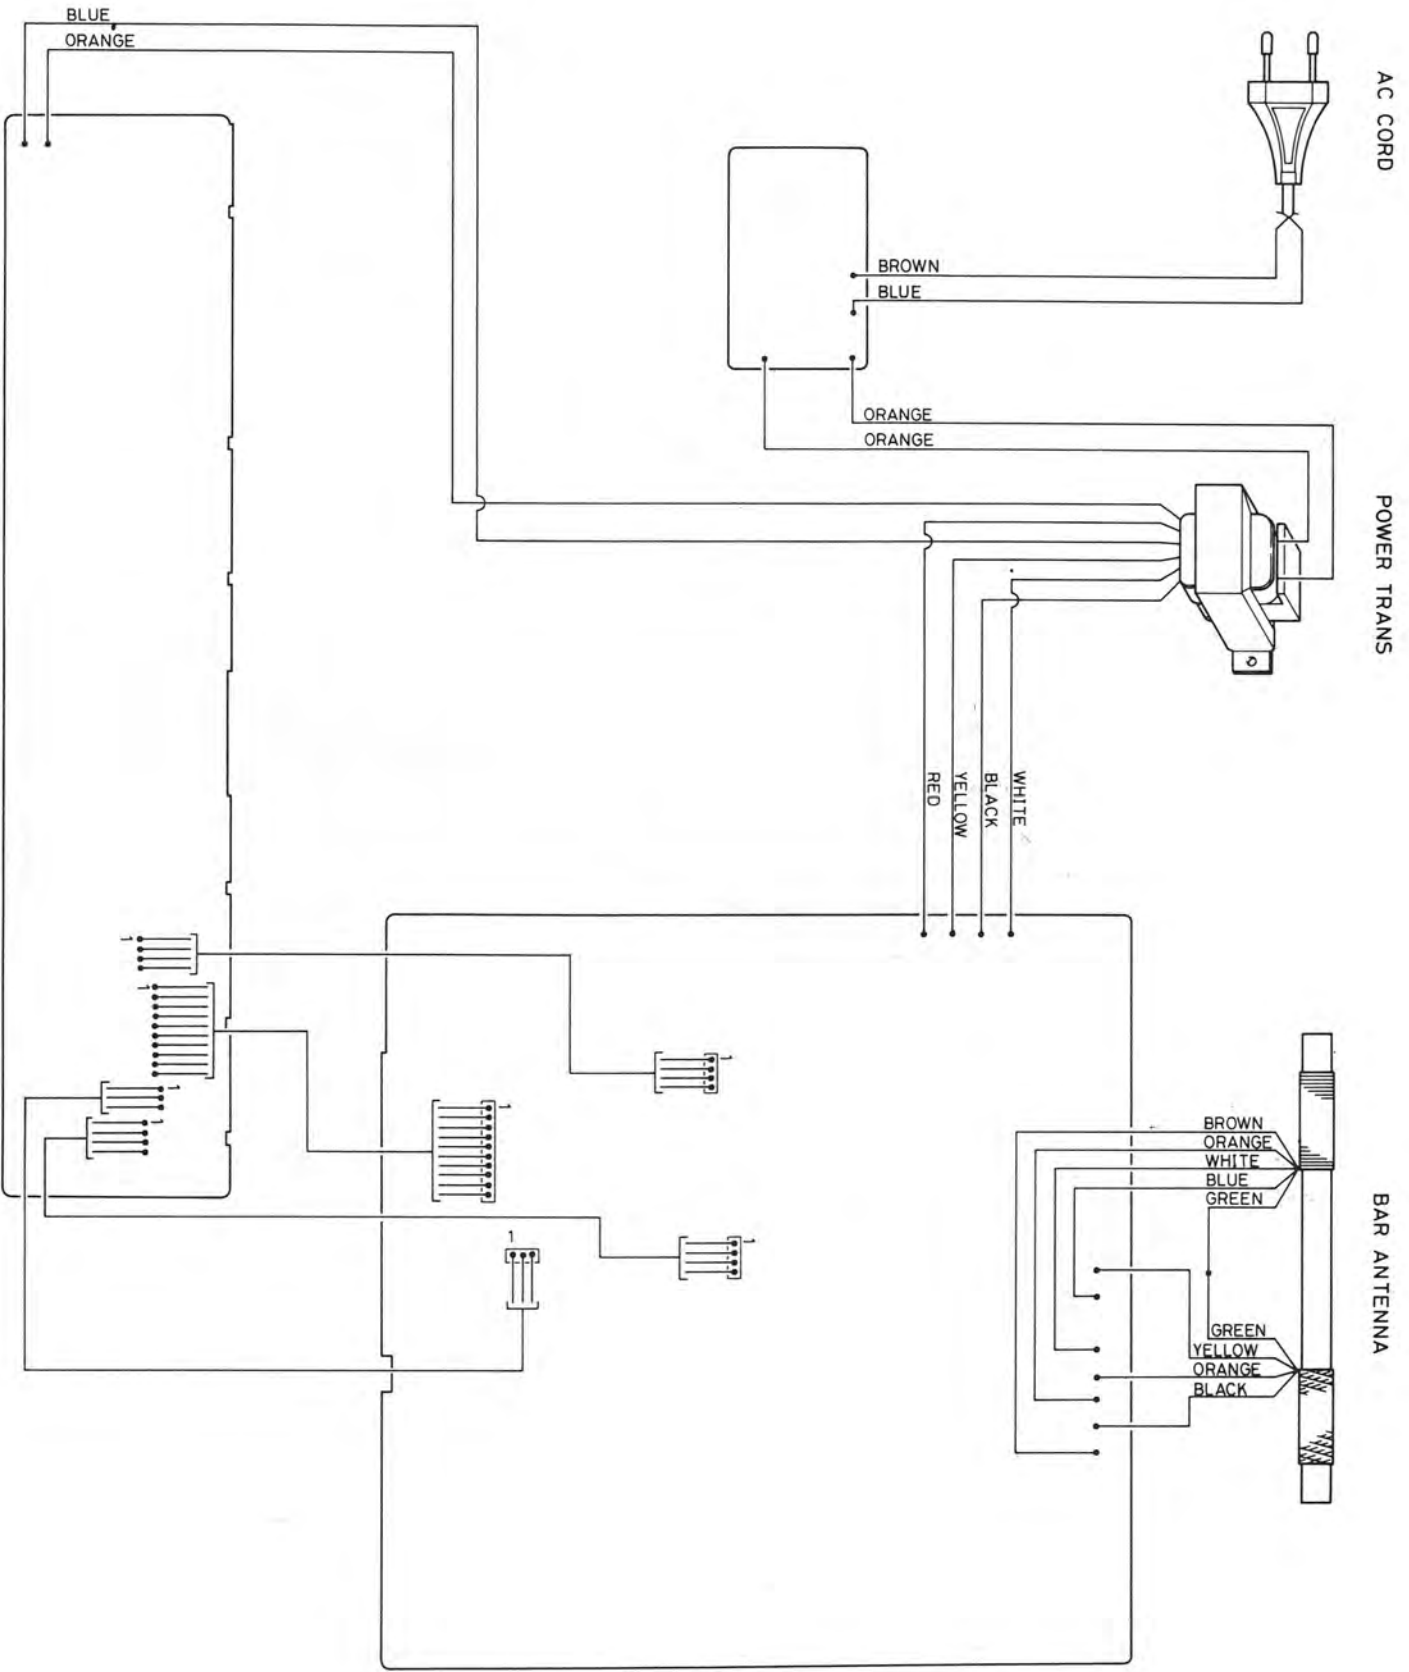 BLUE
ORANGE
AC CORD
BROWN
BLUE
ORANGE
ORANGE
POWER TRANS
RED
YELLOW
BLACK
WHITE
1
1
1
1
1
1
1
1
BROWN
ORANGE
WHITE
BLUE
GREEN
BAR ANTENNA
GREEN
YELLOW
ORANGE
BLACK